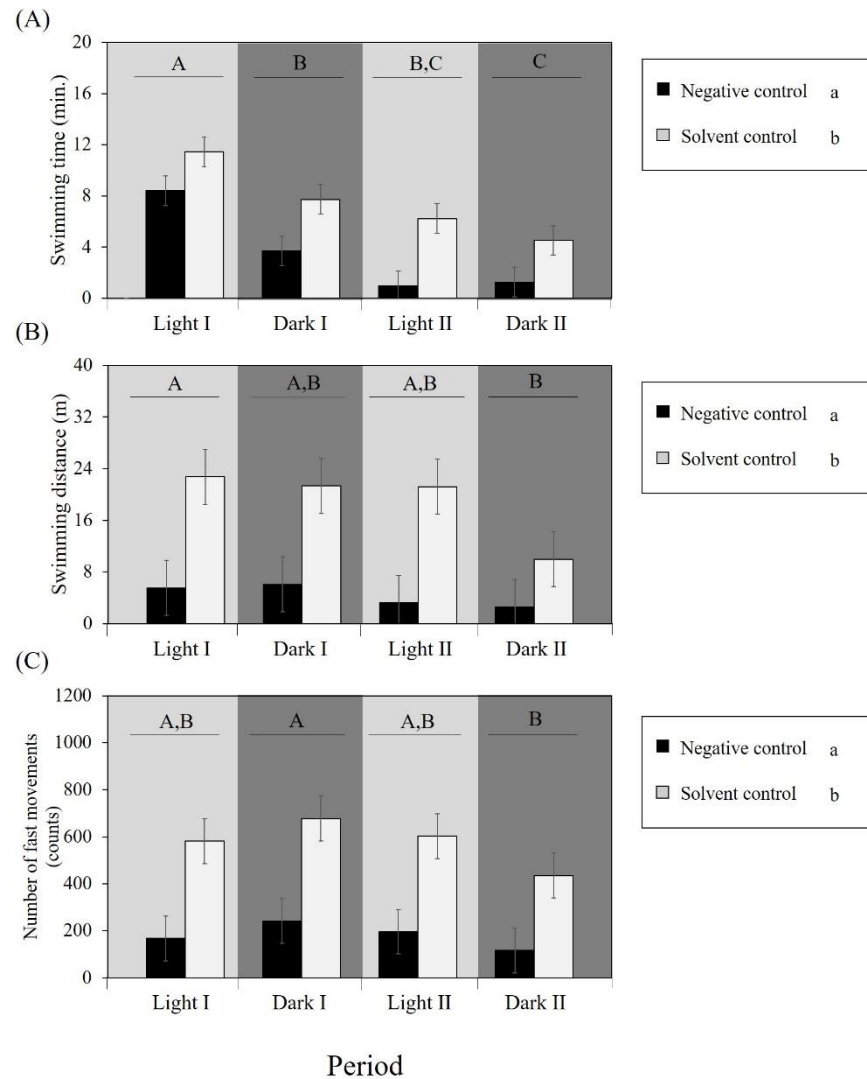 (A)
Swimming time (min.)
20
16
12
8
4
0
A
B
B,C
C
Light I
Dark I
Light II
Dark II
Negative control a
Solvent control b
(B)
Swimming distance (m)
40
32
24
16
8
0
A
A,B
A,B
B
Light I
Dark I
Light II
Dark II
Negative control a
Solvent control b
(C)
Number of fast movements
(counts)
1200
1000
800
600
400
200
0
A,B
A
A,B
B
Light I
Dark I
Light II
Dark II
Negative control a
Solvent control b
Period